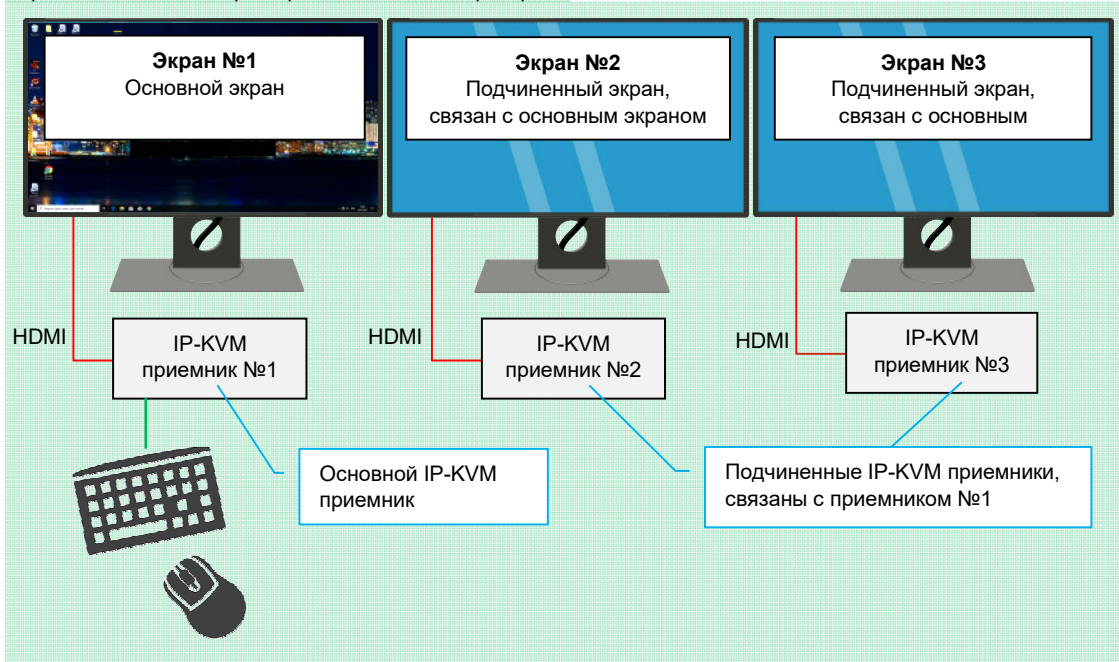 Экран №1
Основной экран
Экран №2
Подчиненный экран,
связан с основным экраном
Экран №3
Подчиненный экран,
связан с основным
HDMI
IP-KVM
приемник №1
HDMI
IP-KVM
приемник №2
HDMI
IP-KVM
приемник №3
Основной IP-KVM
приемник
Подчиненные IP-KVM приемники,
связаны с приемником №1